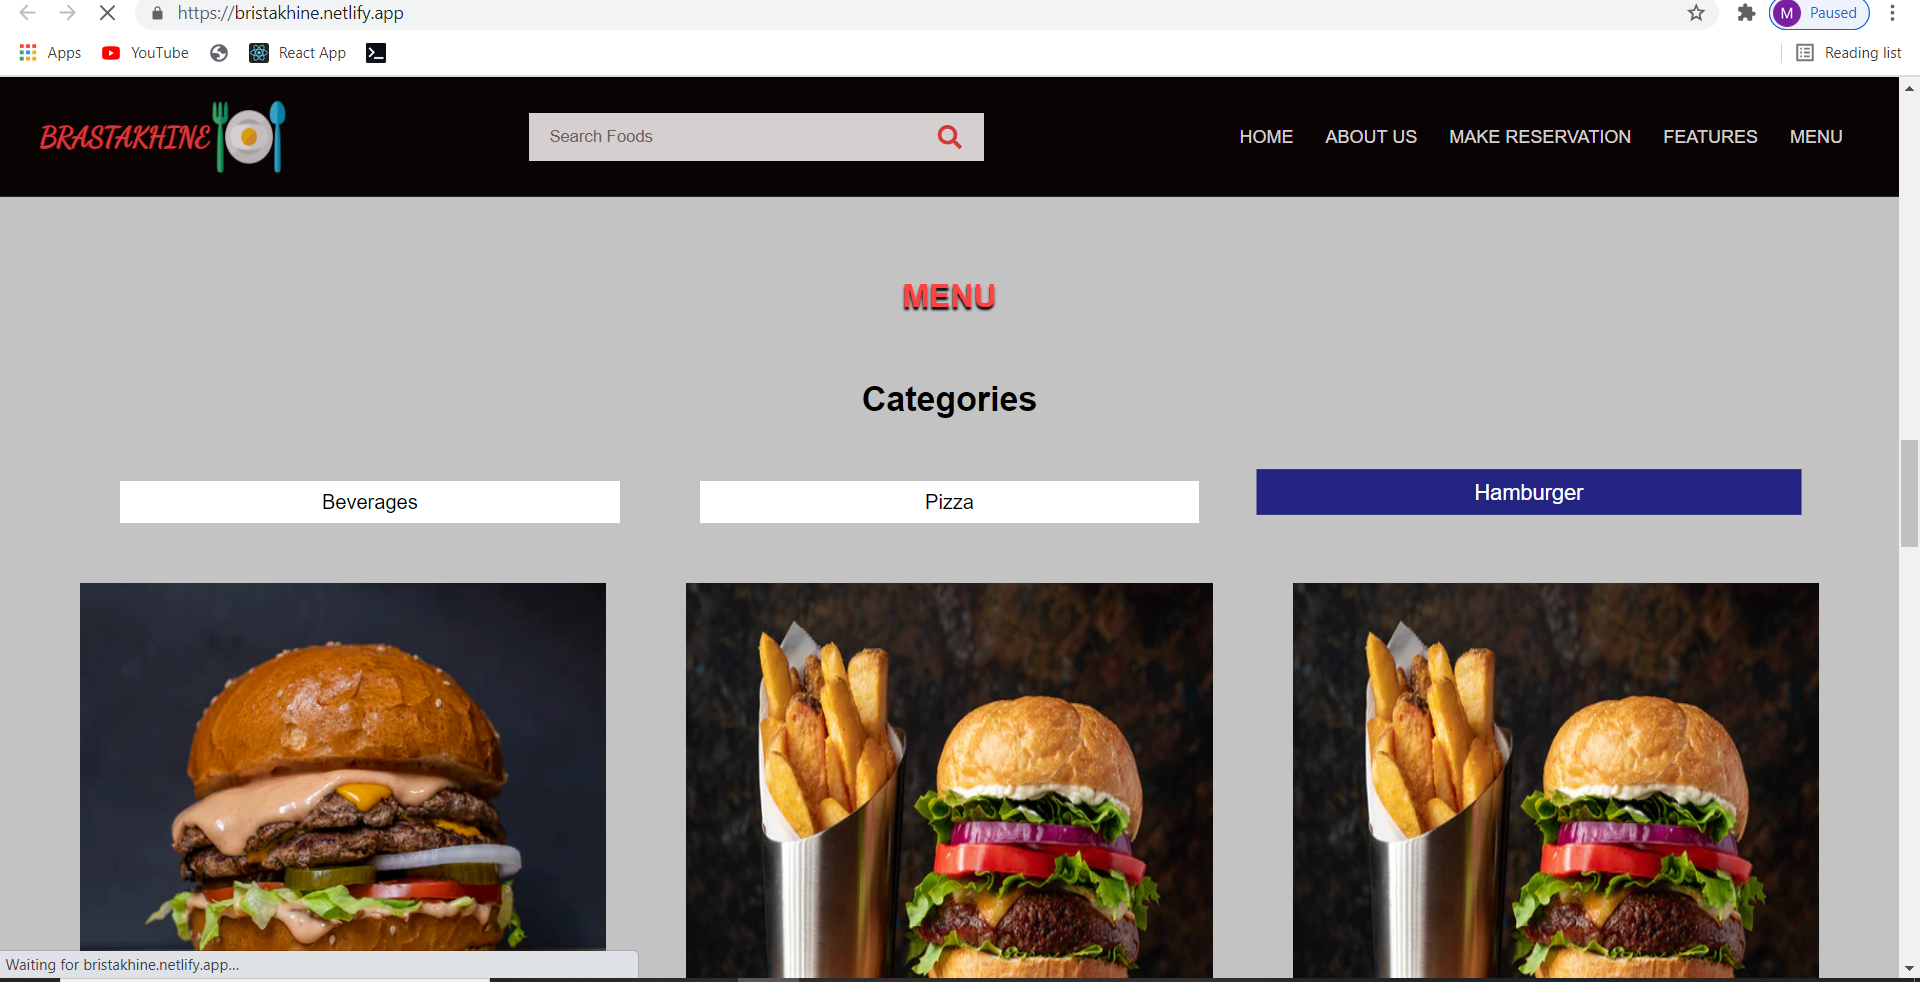 https://bristakhine.netlify.app
M Paused
Apps YouTube React App Reading list
BRASTAKHINE Search Foods HOME ABOUT US MAKE RESERVATION FEATURES MENU
MENU
Categories
Beverages Pizza Hamburger
Waiting for bristakhine.netlify.app...